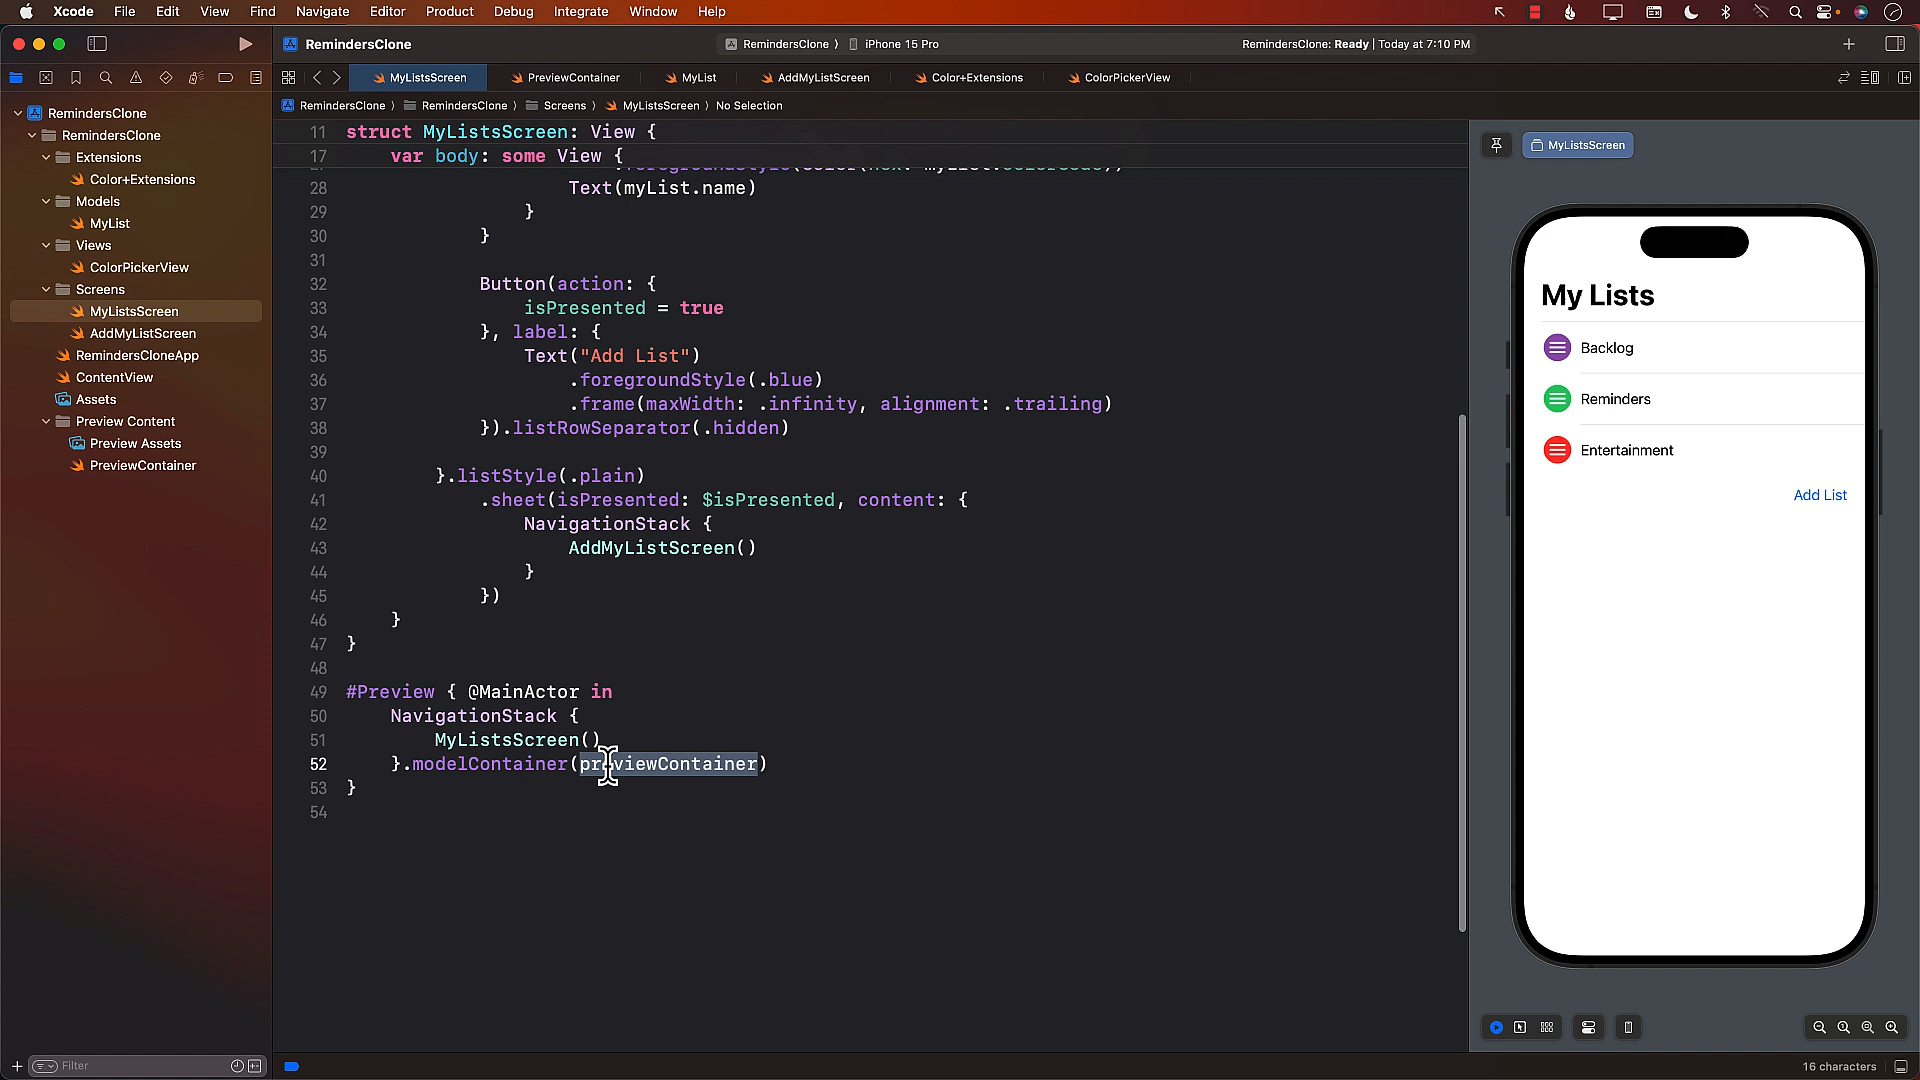 Xcode File Edit View Find Navigate Editor Product Debug Integrate Window Help
RemindersClone
RemindersClone ⟩ iPhone 15 Pro
RemindersClone: Ready | Today at 7:10 PM
MyListsScreen PreviewContainer MyList AddMyListScreen Color+Extensions ColorPickerView
RemindersClone ⟩ RemindersClone ⟩ Screens ⟩ MyListsScreen ⟩ No Selection
RemindersClone
RemindersClone
Extensions
Color+Extensions
Models
MyList
Views
ColorPickerView
Screens
MyListsScreen
AddMyListScreen
RemindersCloneApp
ContentView
Assets
Preview Content
Preview Assets
PreviewContainer
Filter
11 struct MyListsScreen: View {
17 var body: some View {
28 Text(myList.name)
29 }
30 }
31
32 Button(action: {
33 isPresented = true
34 }, label: {
35 Text("Add List")
36 .foregroundStyle(.blue)
37 .frame(maxWidth: .infinity, alignment: .trailing)
38 }).listRowSeparator(.hidden)
39
40 }.listStyle(.plain)
41 .sheet(isPresented: $isPresented, content: {
42 NavigationStack {
43 AddMyListScreen()
44 }
45 })
46 }
47 }
48
49 #Preview { @MainActor in
50 NavigationStack {
51 MyListsScreen()
52 }.modelContainer(previewContainer)
53 }
54
MyListsScreen
My Lists
Backlog
Reminders
Entertainment
Add List
16 characters